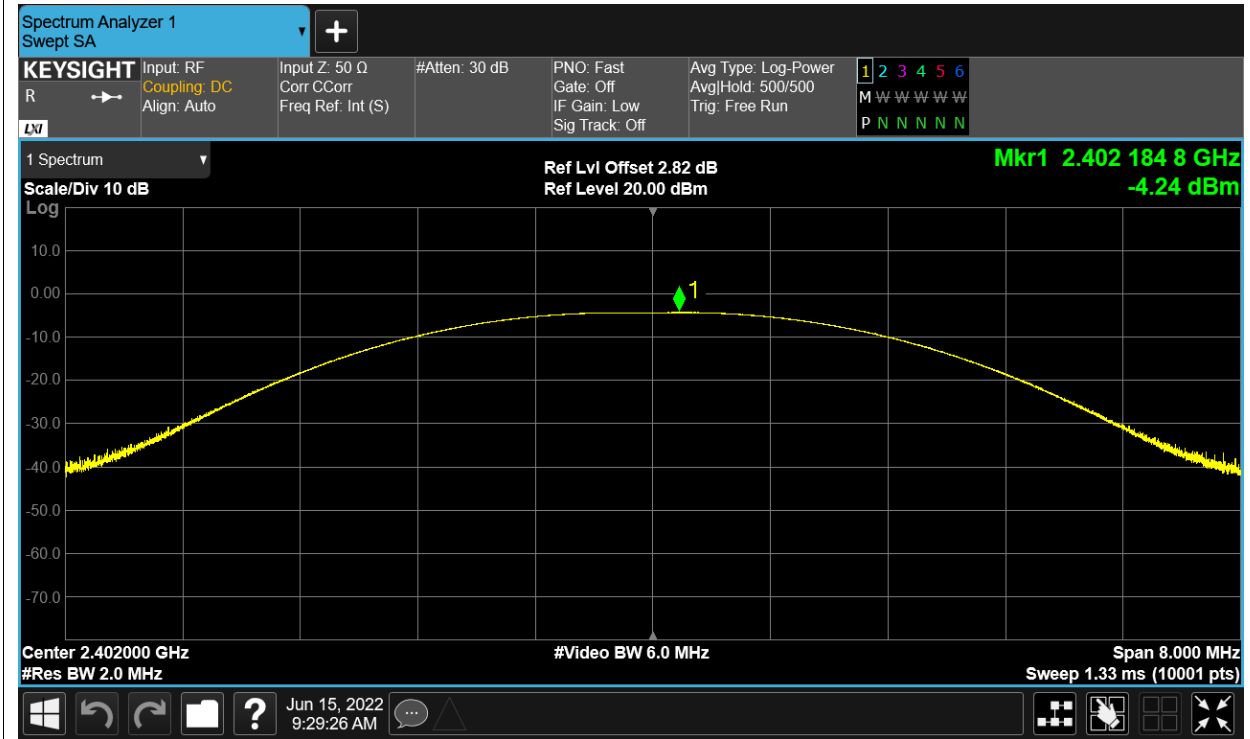 Spectrum Analyzer 1
Swept SA
KEYSIGHT
R
LXI
Input: RF
Coupling: DC
Align: Auto
Input Z: 50 Ω
Corr CCorr
Freq Ref: Int (S)
#Atten: 30 dB
PNO: Fast
Gate: Off
IF Gain: Low
Sig Track: Off
Avg Type: Log-Power
Avg|Hold: 500/500
Trig: Free Run
1 2 3 4 5 6
M W W W W W
P N N N N N
1 Spectrum
Scale/Div 10 dB
Log
Ref Lvl Offset 2.82 dB
Ref Level 20.00 dBm
Mkr1 2.402 184 8 GHz
-4.24 dBm
10.0
0.00
-10.0
-20.0
-30.0
-40.0
-50.0
-60.0
-70.0
1
Center 2.402000 GHz
#Video BW 6.0 MHz
Span 8.000 MHz
#Res BW 2.0 MHz
Sweep 1.33 ms (10001 pts)
?
Jun 15, 2022
9:29:26 AM